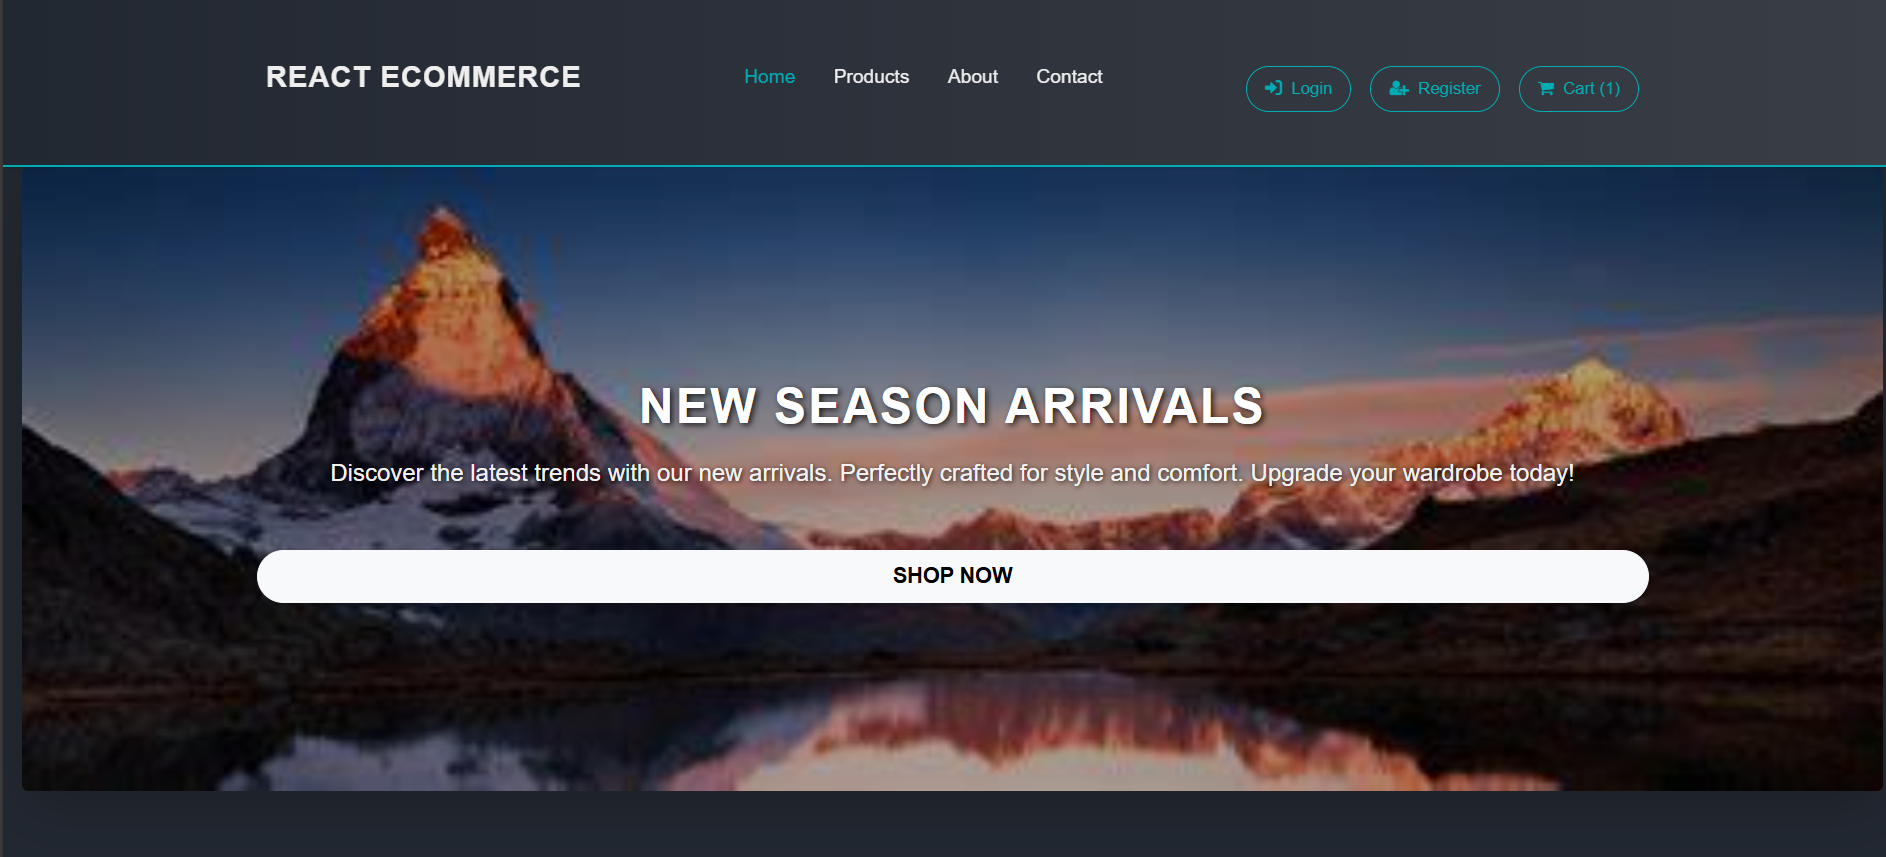 REACT ECOMMERCE
Home Products About Contact
Login Register Cart (1)
NEW SEASON ARRIVALS
Discover the latest trends with our new arrivals. Perfectly crafted for style and comfort. Upgrade your wardrobe today!
SHOP NOW